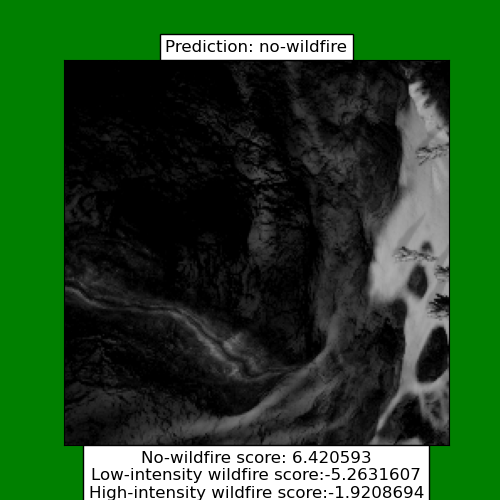 Prediction: no-wildfire
No-wildfire score: 6.420593
Low-intensity wildfire score:-5.2631607
High-intensity wildfire score:-1.9208694